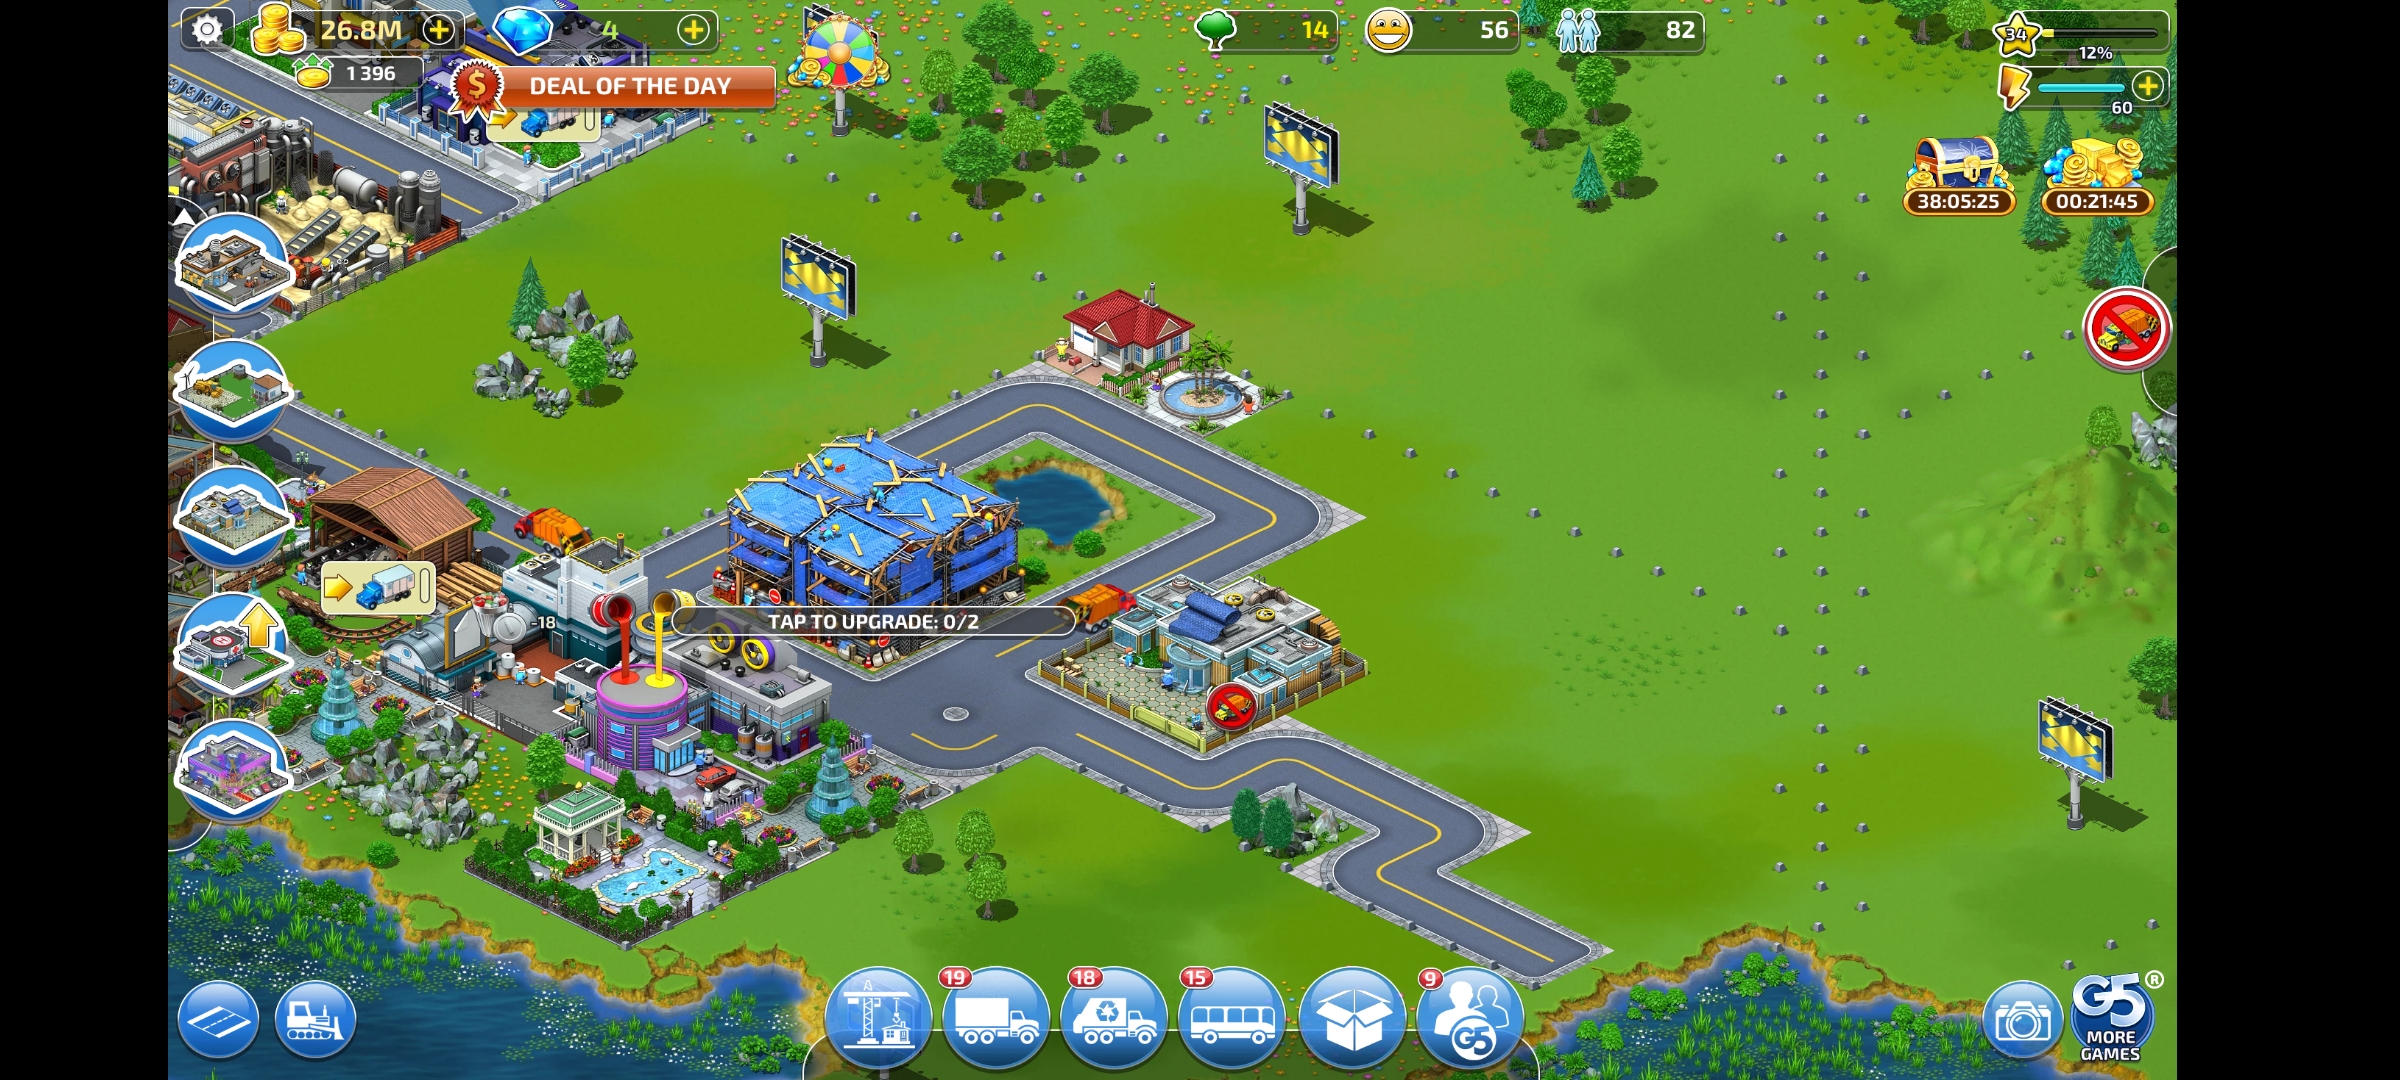 26.8M
4
14
56
82
34
12%
1 396
DEAL OF THE DAY
60
38:05:25
00:21:45
-18
TAP TO UPGRADE: 0/2
A
19
18
15
9
G5
G5®
MORE
GAMES